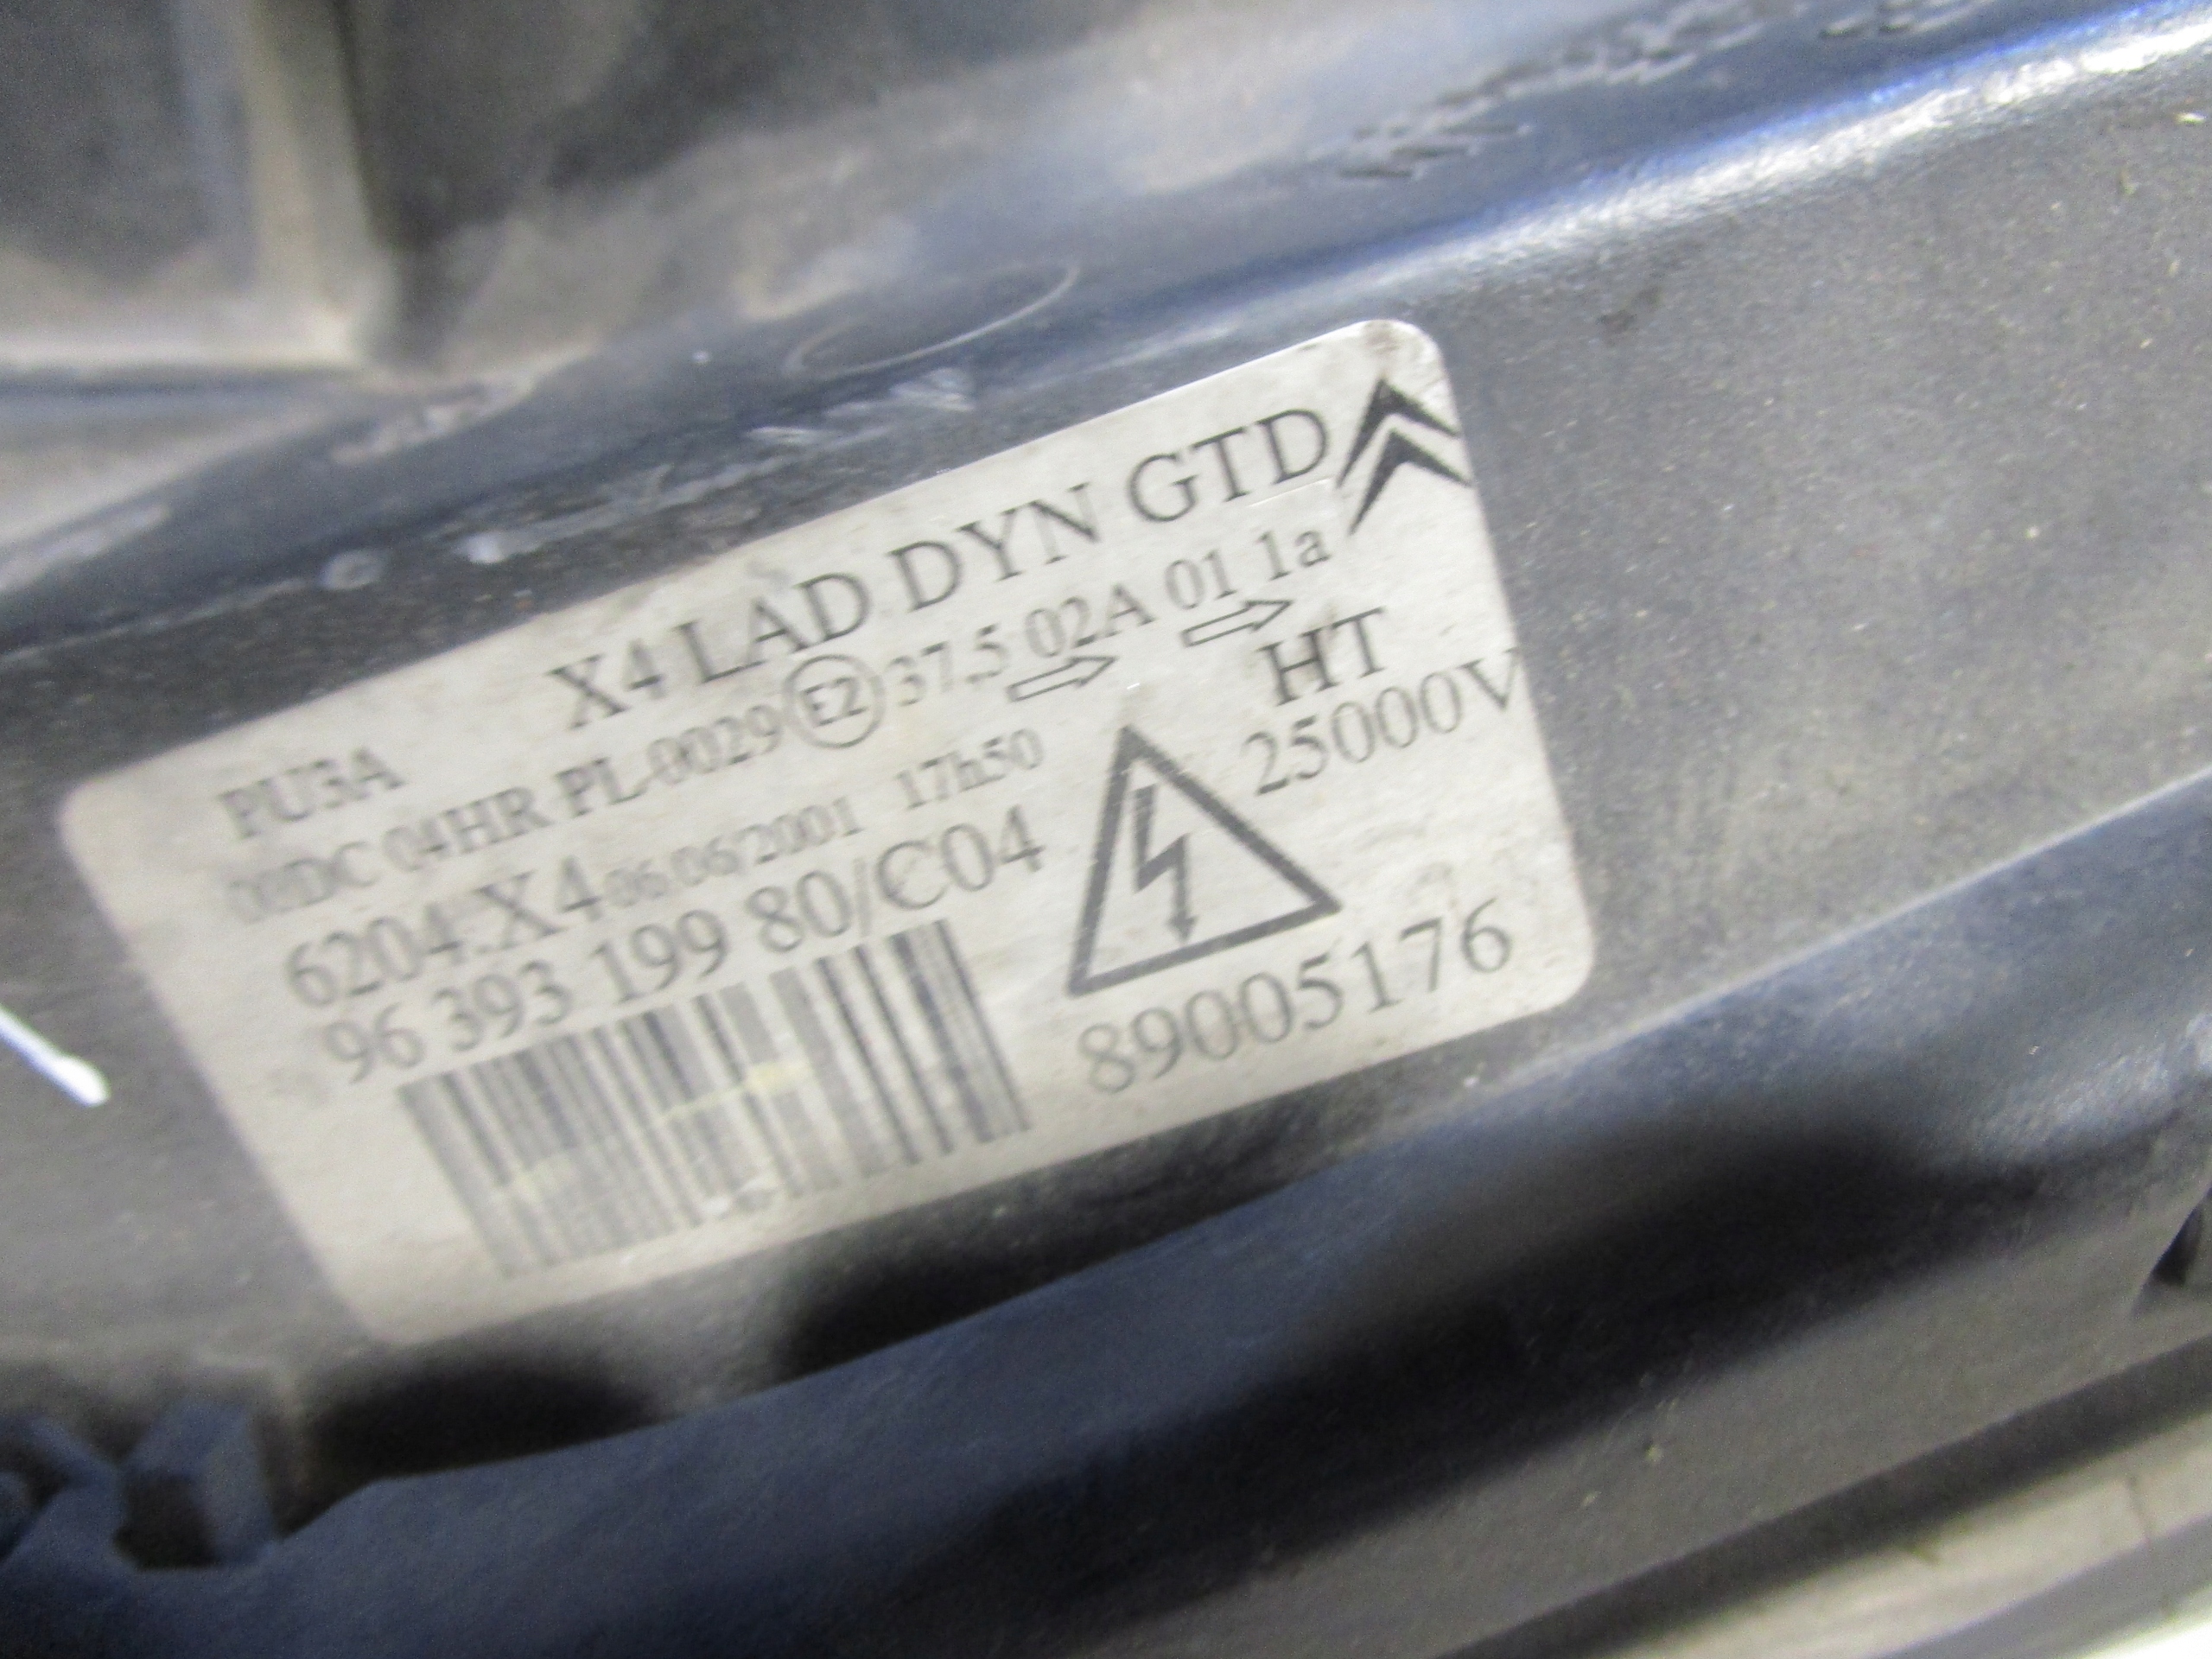 X4 LAD DYN GTD
PU3A
DC 04HR PL-0029 E2 37.5 02A 01 1a
6204.X4 06/06/2001 17h50
HT
25000V
96 393 199 80/C04
89005176